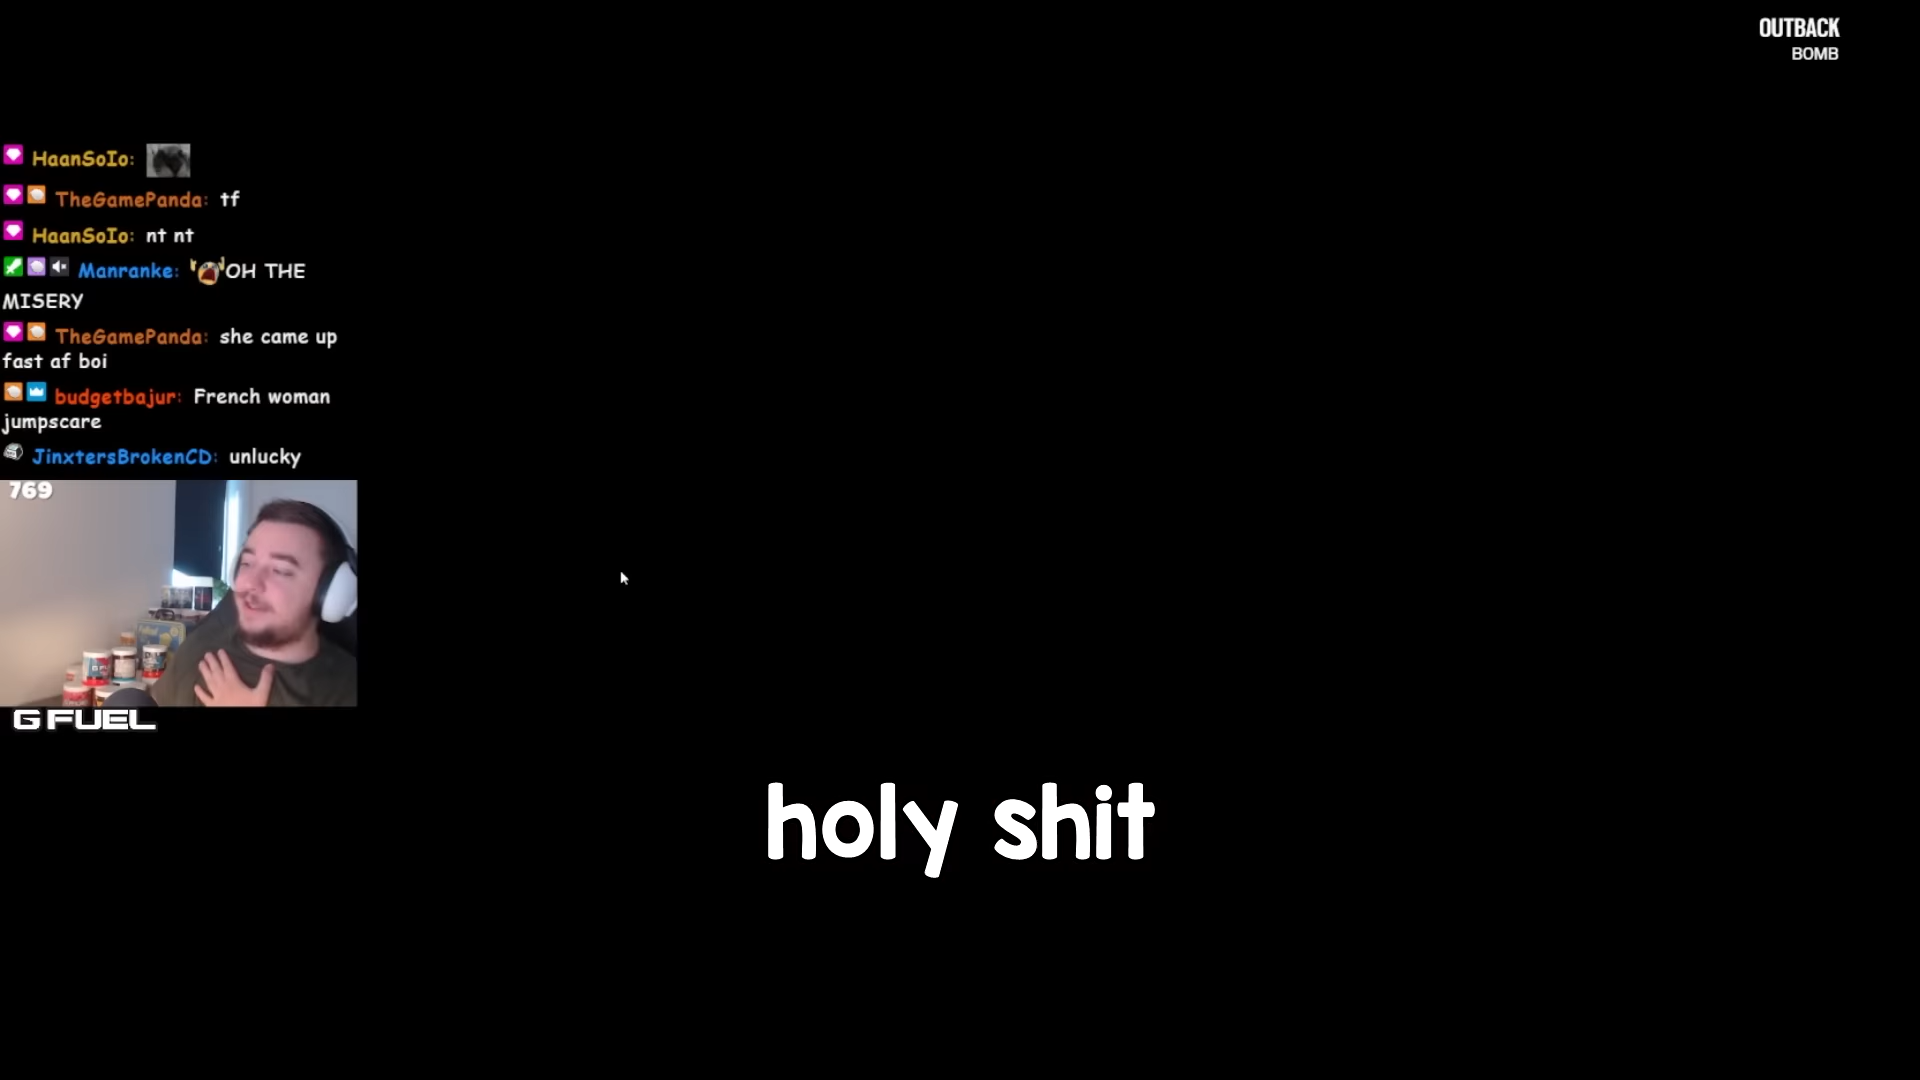 OUTBACK
BOMB
HaanSoIo:
TheGamePanda: tf
HaanSoIo: nt nt
Manranke: OH THE
MISERY
TheGamePanda: she came up
fast af boi
budgetbajur: French woman
jumpscare
JinxtersBrokenCD: unlucky
769
G FUEL
holy shit